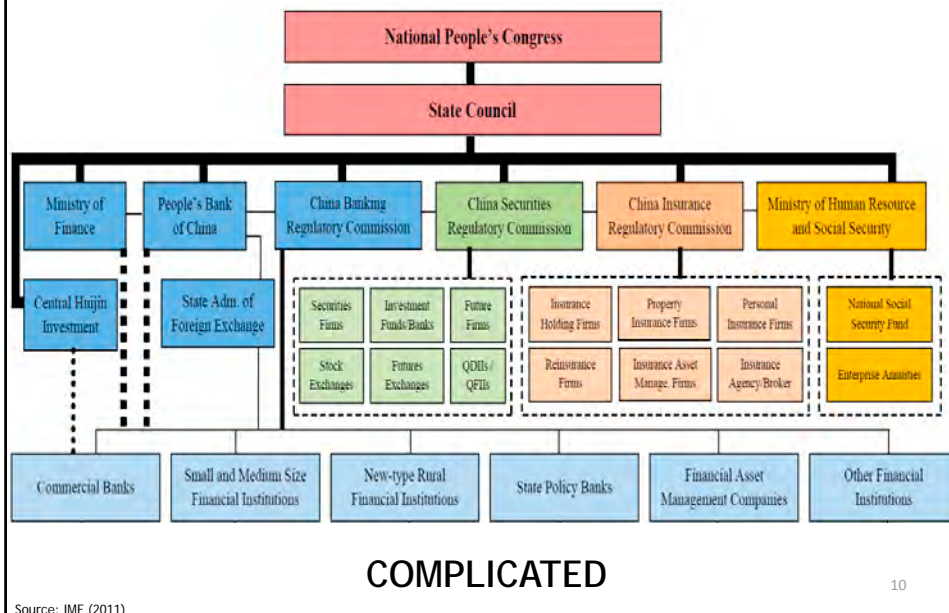 National People's Congress
State Council
Ministry of
Finance
People's Bank
of China
China Banking
Regulatory Commission
China Securities
Regulatory Commission
China Insurance
Regulatory Commission
Ministry of Human Resource
and Social Security
Central Huijin
Investment
State Adm. of
Foreign Exchange
Securities
Firms
Investment
Funds/Banks
Future
Firms
Stock
Exchanges
Futures
Exchanges
QDIIs /
QFIIs
Insurance
Holding Firms
Property
Insurance Firms
Personal
Insurance Firms
Reinsurance
Firms
Insurance Asset
Manage. Firms
Insurance
Agency/Broker
National Social
Security Fund
Enterprise Annuities
Commercial Banks
Small and Medium Size
Financial Institutions
New-type Rural
Financial Institutions
State Policy Banks
Financial Asset
Management Companies
Other Financial
Institutions
COMPLICATED
10
Source: IMF (2011)